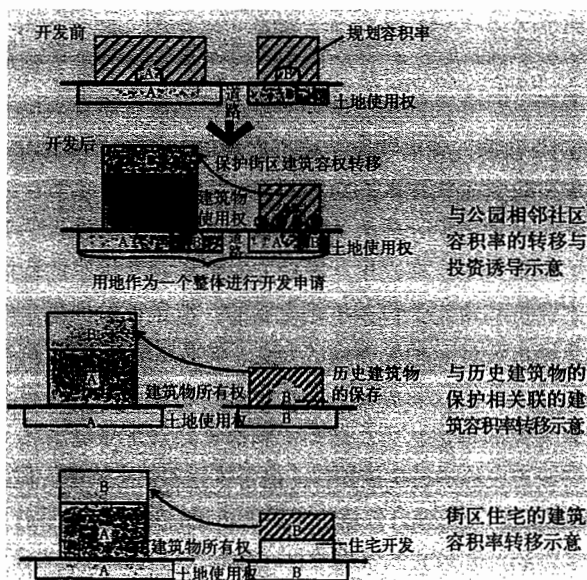 开发前
规划容积率
A
B
A
道路
土地使用权
开发后
保护街区建筑容权转移
建筑物
使用权
A
道路
A
土地使用权
用地作为一个整体进行开发申请
与公园相邻社区
容积率的转移与
投资诱导示意
B
A
建筑物所有权
历史建筑物
的保存
B
A
土地使用权
B
与历史建筑物的
保护相关联的建
筑容积率转移示意
B
A
建筑物所有权
住宅开发
A
土地使用权
B
街区住宅的建筑
容积率转移示意